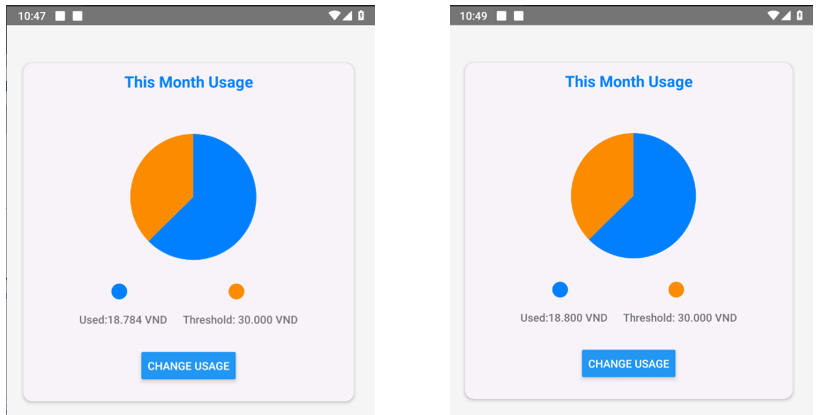 10:47
This Month Usage
Used:18.784 VND
Threshold: 30.000 VND
CHANGE USAGE
10:49
This Month Usage
Used:18.800 VND
Threshold: 30.000 VND
CHANGE USAGE